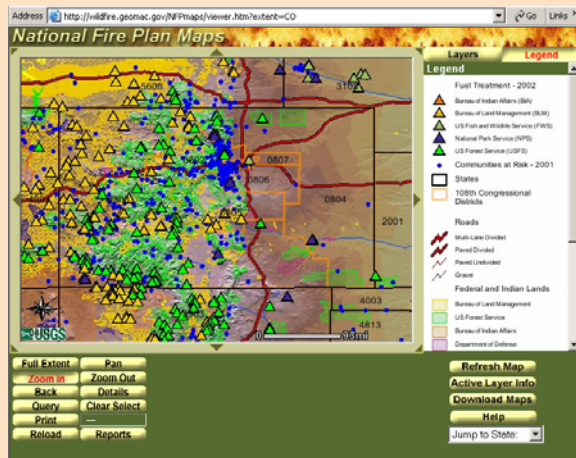 Address http://wildfire.geomac.gov/NFPmaps/viewer.htm?extent=CO Go Links
National Fire Plan Maps
Layers Legend
Legend
Fuel Treatment - 2002
Bureau of Indian Affairs (BIA)
Bureau of Land Management (BLM)
US Fish and Wildlife Service (FWS)
National Park Service (NPS)
US Forest Service (USFS)
Communities at Risk - 2001
States
108th Congressional
Districts
Roads
Multi-Lane Divided
Paved Divided
Paved Undivided
Gravel
Federal and Indian Lands
Bureau of Land Management
US Forest Service
Bureau of Indian Affairs
Department of Defense
5600
0807
0806
0804
2001
4003
4813
USGS
0 95mi
Full Extent Pan
Zoom In Zoom Out
Back Details
Query Clear Select
Print
Reload Reports
Refresh Map
Active Layer Info
Download Maps
Help
Jump to State: